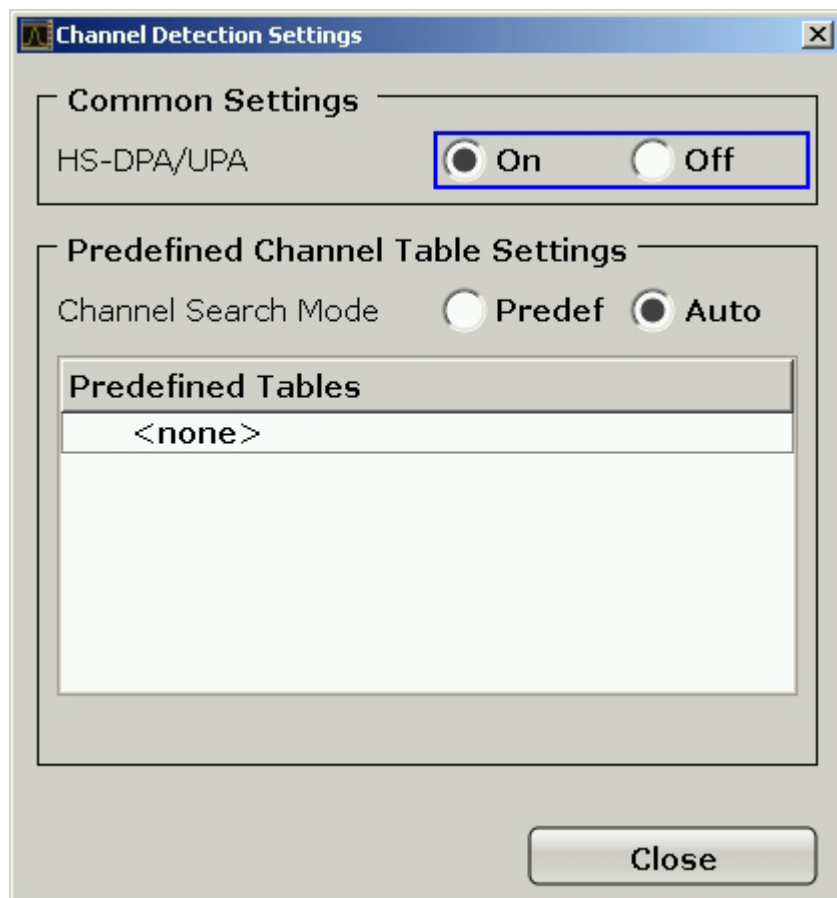 Channel Detection Settings
Common Settings
HS-DPA/UPA On Off
Predefined Channel Table Settings
Channel Search Mode Predef Auto
Predefined Tables
<none>
Close